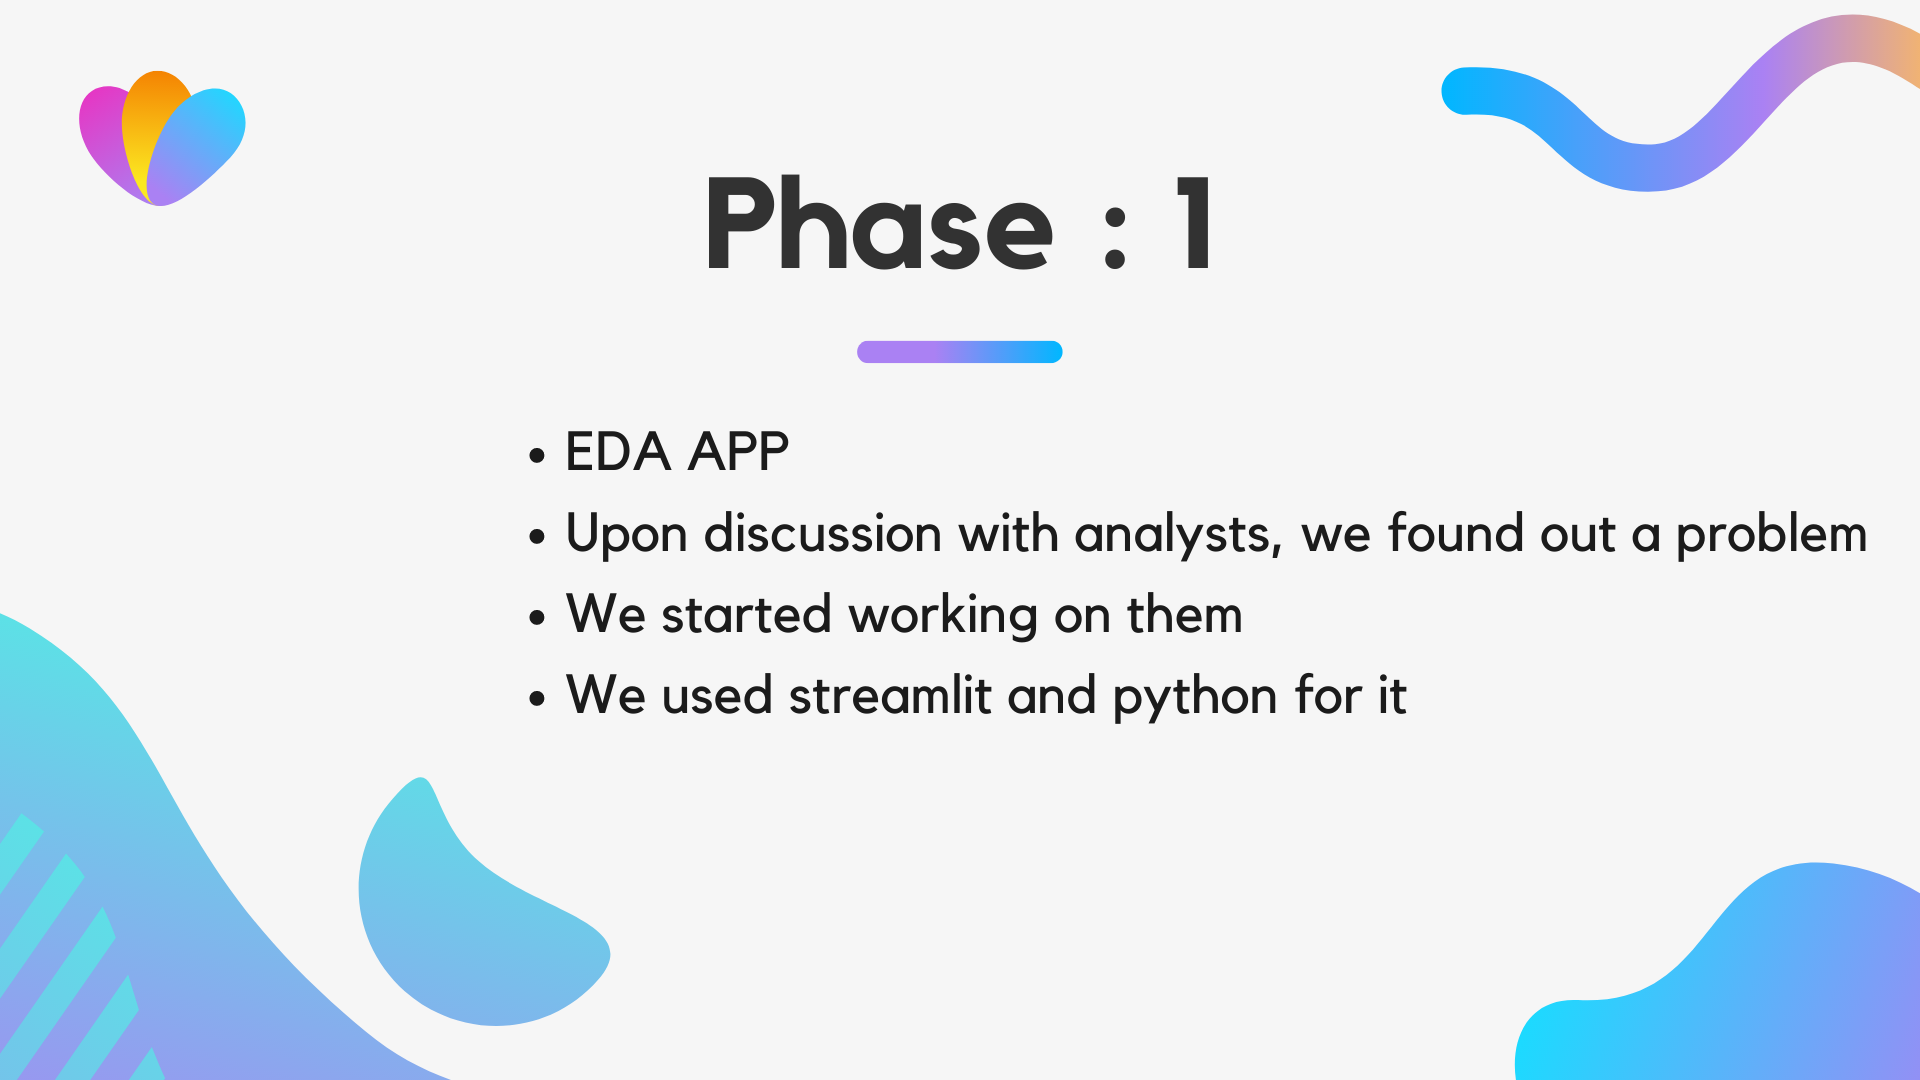 Phase : 1
• EDA APP
• Upon discussion with analysts, we found out a problem
• We started working on them
• We used streamlit and python for it